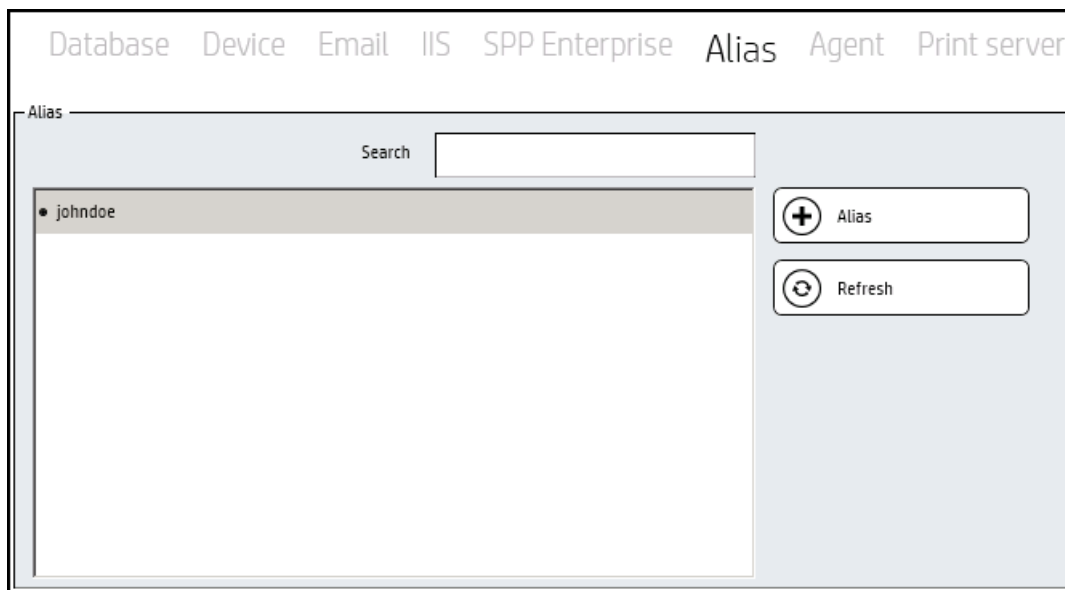 Database Device Email IIS SPP Enterprise Alias Agent Print server
Alias
Search
• johndoe
Alias
Refresh